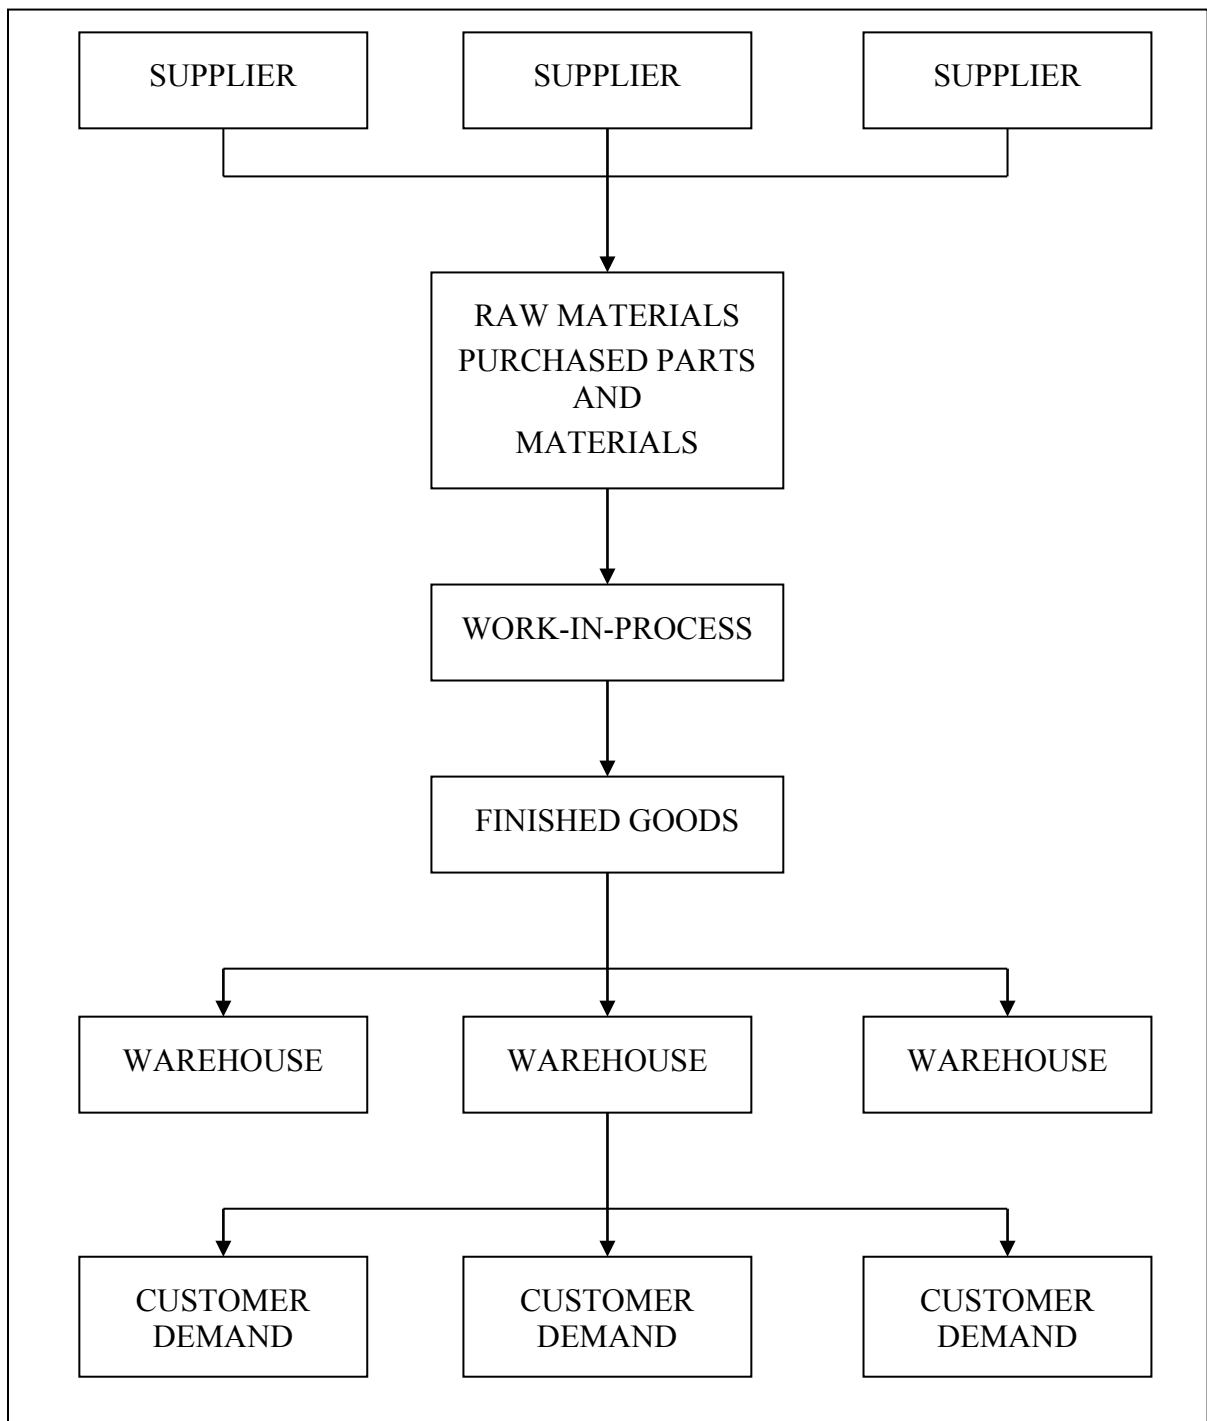 SUPPLIER
SUPPLIER
SUPPLIER
RAW MATERIALS
PURCHASED PARTS
AND
MATERIALS
WORK-IN-PROCESS
FINISHED GOODS
WAREHOUSE
WAREHOUSE
WAREHOUSE
CUSTOMER
DEMAND
CUSTOMER
DEMAND
CUSTOMER
DEMAND